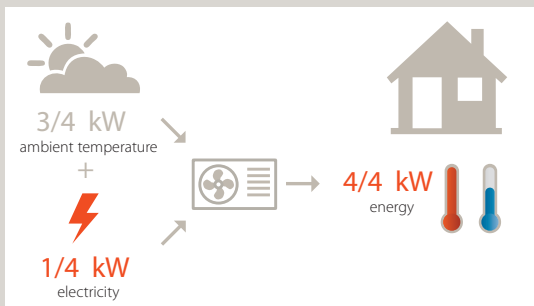 3/4 kW
ambient temperature
+
1/4 kW
electricity
4/4 kW
energy